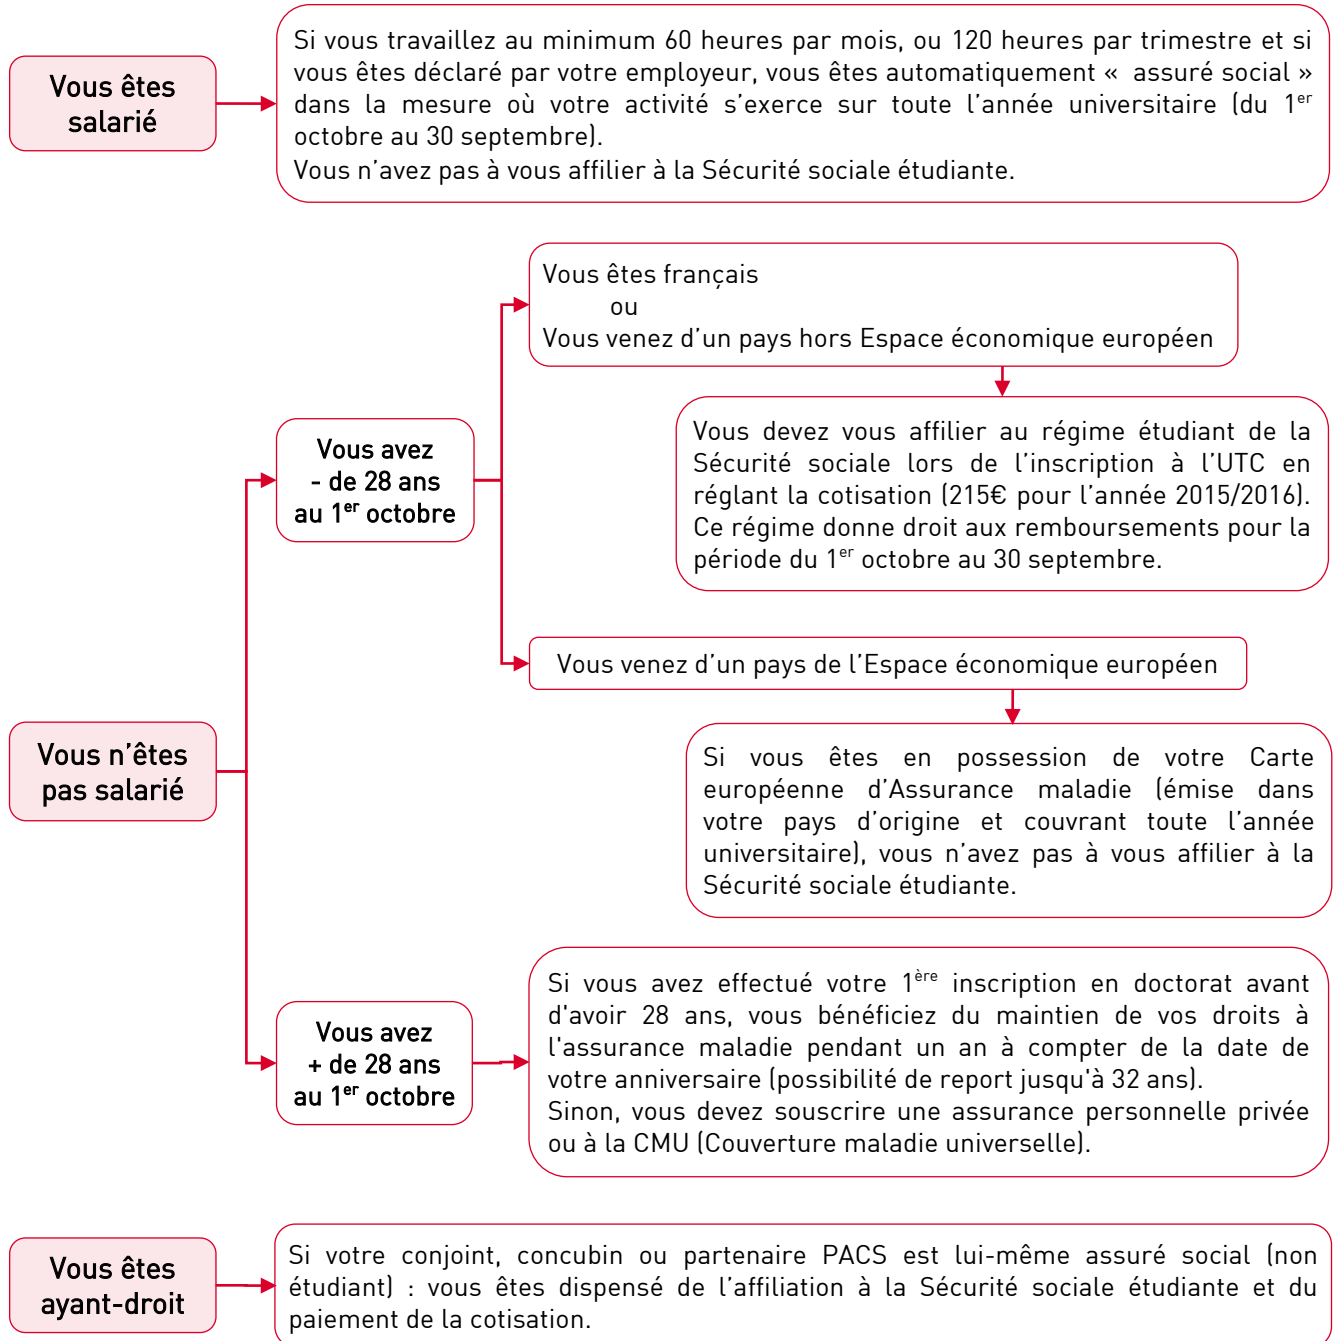 Vous êtes
salarié
Si vous travaillez au minimum 60 heures par mois, ou 120 heures par trimestre et si
vous êtes déclaré par votre employeur, vous êtes automatiquement « assuré social »
dans la mesure où votre activité s’exerce sur toute l’année universitaire (du 1er
octobre au 30 septembre).
Vous n’avez pas à vous affilier à la Sécurité sociale étudiante.
Vous n’êtes
pas salarié
Vous avez
- de 28 ans
au 1er octobre
Vous êtes français
ou
Vous venez d’un pays hors Espace économique européen
Vous devez vous affilier au régime étudiant de la
Sécurité sociale lors de l’inscription à l’UTC en
réglant la cotisation (215€ pour l’année 2015/2016).
Ce régime donne droit aux remboursements pour la
période du 1er octobre au 30 septembre.
Vous venez d’un pays de l’Espace économique européen
Si vous êtes en possession de votre Carte
européenne d’Assurance maladie (émise dans
votre pays d’origine et couvrant toute l’année
universitaire), vous n’avez pas à vous affilier à la
Sécurité sociale étudiante.
Vous avez
+ de 28 ans
au 1er octobre
Si vous avez effectué votre 1ère inscription en doctorat avant
d'avoir 28 ans, vous bénéficiez du maintien de vos droits à
l'assurance maladie pendant un an à compter de la date de
votre anniversaire (possibilité de report jusqu'à 32 ans).
Sinon, vous devez souscrire une assurance personnelle privée
ou à la CMU (Couverture maladie universelle).
Vous êtes
ayant-droit
Si votre conjoint, concubin ou partenaire PACS est lui-même assuré social (non
étudiant) : vous êtes dispensé de l’affiliation à la Sécurité sociale étudiante et du
paiement de la cotisation.